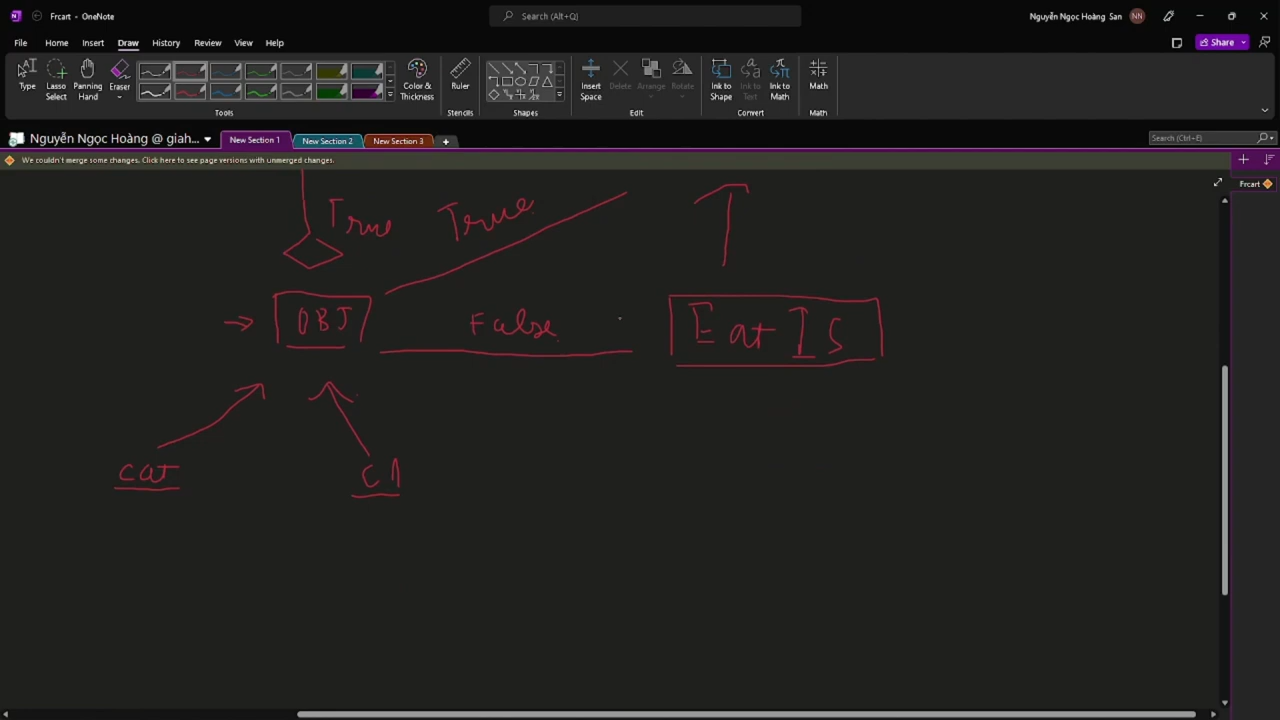 Frcart - OneNote
Search (Alt+Q)
Nguyễn Ngọc Hoàng San
NN
File Home Insert Draw History Review View Help
Share
Type
Lasso Select
Panning Hand
Eraser
Color & Thickness
Ruler
Insert Space
Delete
Arrange
Rotate
Ink to Shape
Ink to Text
Ink to Math
Math
Tools
Stencils
Shapes
Edit
Convert
Math
Nguyễn Ngọc Hoàng @ giah...
New Section 1
New Section 2
New Section 3
Search (Ctrl+E)
We couldn't merge some changes. Click here to see page versions with unmerged changes.
Frcart
True True
OBJ False Eat I S
cat